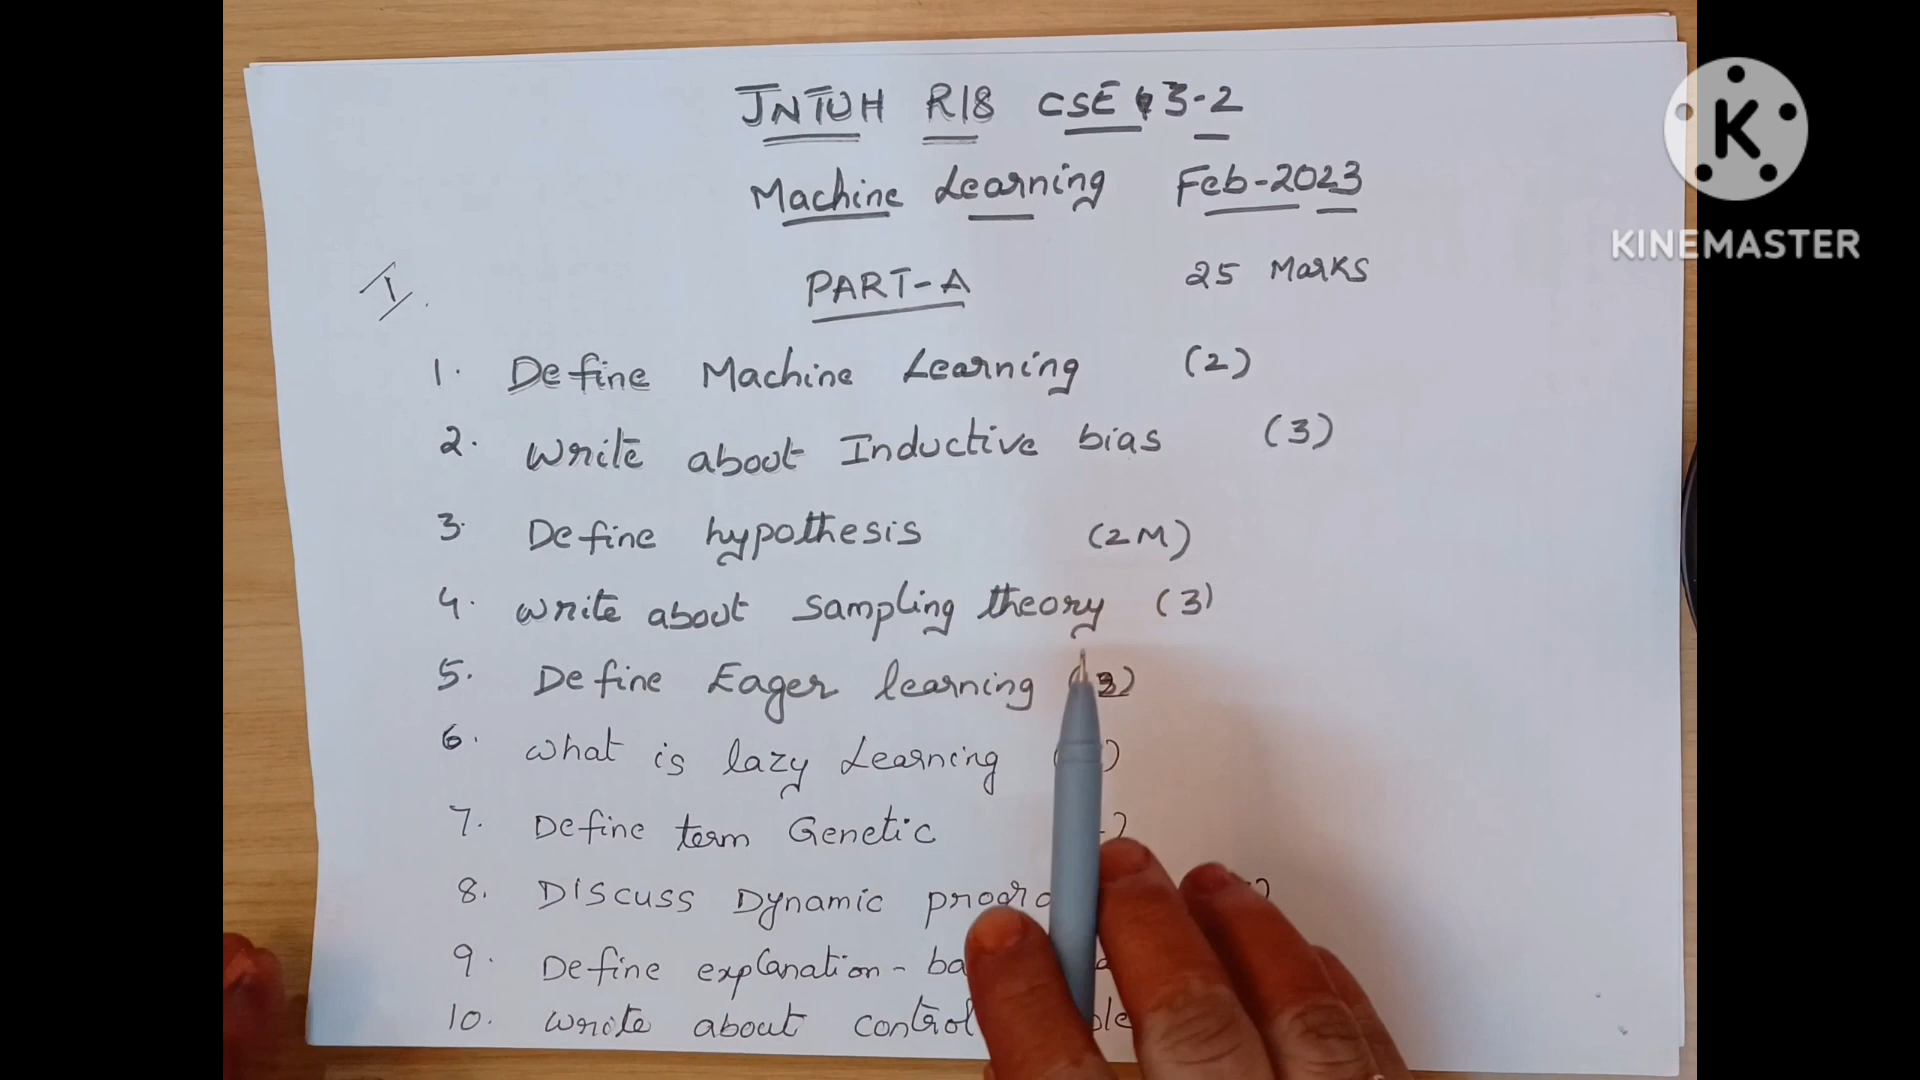 JNTUH R18 CSE 3-2
Machine Learning Feb-2023
K
KINEMASTER
I.
PART-A 25 Marks
1. Define Machine Learning (2)
2. Write about Inductive bias (3)
3. Define hypothesis (2M)
4. Write about Sampling theory (3)
5. Define Eager learning
6. What is lazy Learning
7. Define term Genetic
8. Discuss Dynamic
9. Define explanation-
10. Write about control